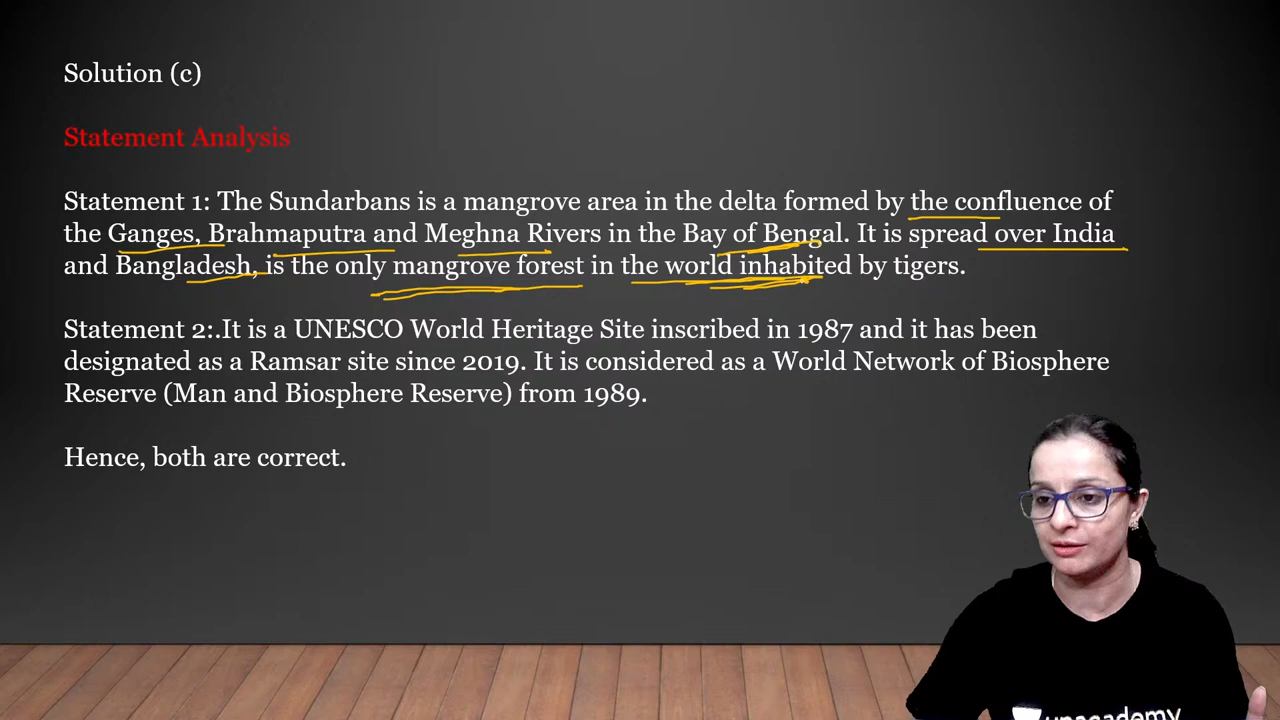 Solution (c)
Statement Analysis
Statement 1: The Sundarbans is a mangrove area in the delta formed by the confluence of
the Ganges, Brahmaputra and Meghna Rivers in the Bay of Bengal. It is spread over India
and Bangladesh, is the only mangrove forest in the world inhabited by tigers.
Statement 2:.It is a UNESCO World Heritage Site inscribed in 1987 and it has been
designated as a Ramsar site since 2019. It is considered as a World Network of Biosphere
Reserve (Man and Biosphere Reserve) from 1989.
Hence, both are correct.
unacademy